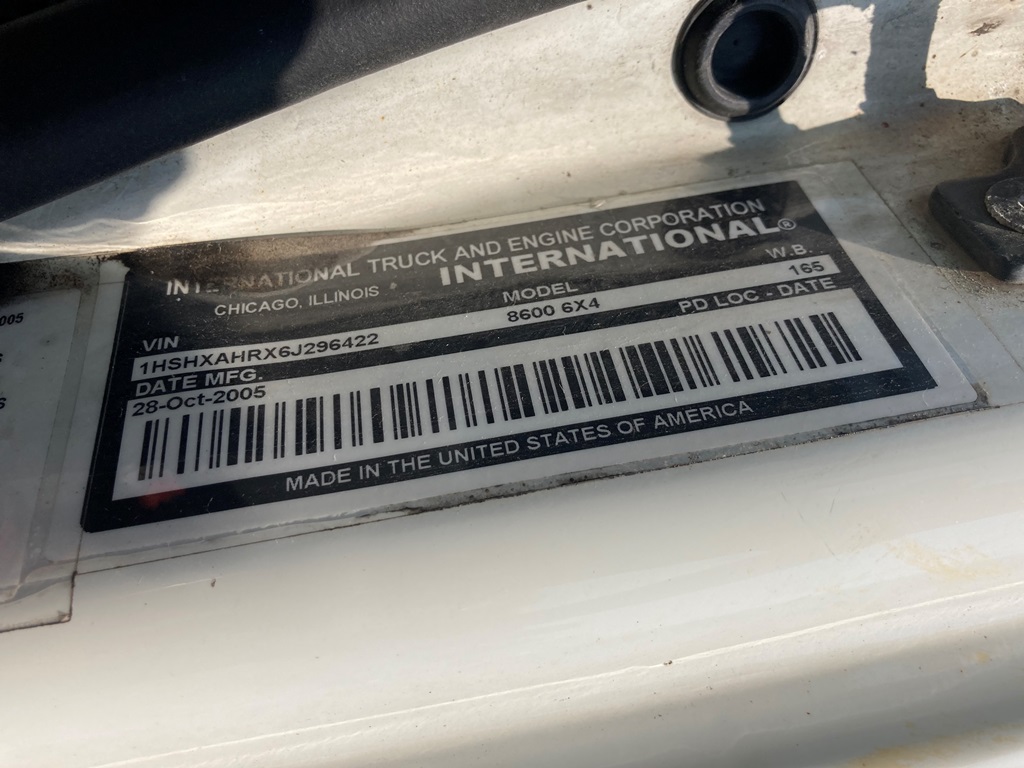 INTERNATIONAL TRUCK AND ENGINE CORPORATION
CHICAGO, ILLINOIS INTERNATIONAL®
VIN MODEL W.B.
1HSHXAHRX6J296422 8600 6X4 165
DATE MFG. PD LOC - DATE
28-Oct-2005
MADE IN THE UNITED STATES OF AMERICA
005
S
S